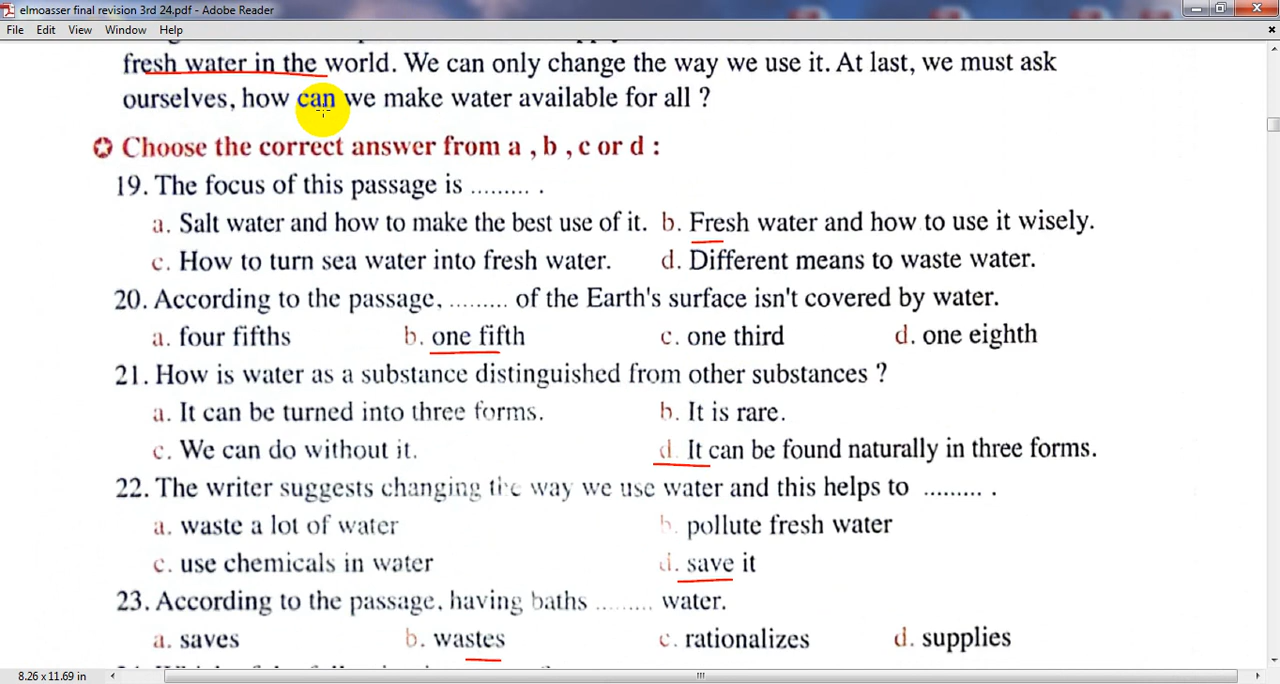 elmoasser final revision 3rd 24.pdf - Adobe Reader
File Edit View Window Help
fresh water in the world. We can only change the way we use it. At last, we must ask
ourselves, how can we make water available for all ?
Choose the correct answer from a , b , c or d :
19. The focus of this passage is ......... .
a. Salt water and how to make the best use of it. b. Fresh water and how to use it wisely.
c. How to turn sea water into fresh water. d. Different means to waste water.
20. According to the passage, ......... of the Earth's surface isn't covered by water.
a. four fifths b. one fifth c. one third d. one eighth
21. How is water as a substance distinguished from other substances ?
a. It can be turned into three forms. b. It is rare.
c. We can do without it. d. It can be found naturally in three forms.
22. The writer suggests changing the way we use water and this helps to ......... .
a. waste a lot of water b. pollute fresh water
c. use chemicals in water d. save it
23. According to the passage, having baths ......... water.
a. saves b. wastes c. rationalizes d. supplies
8.26 x 11.69 in